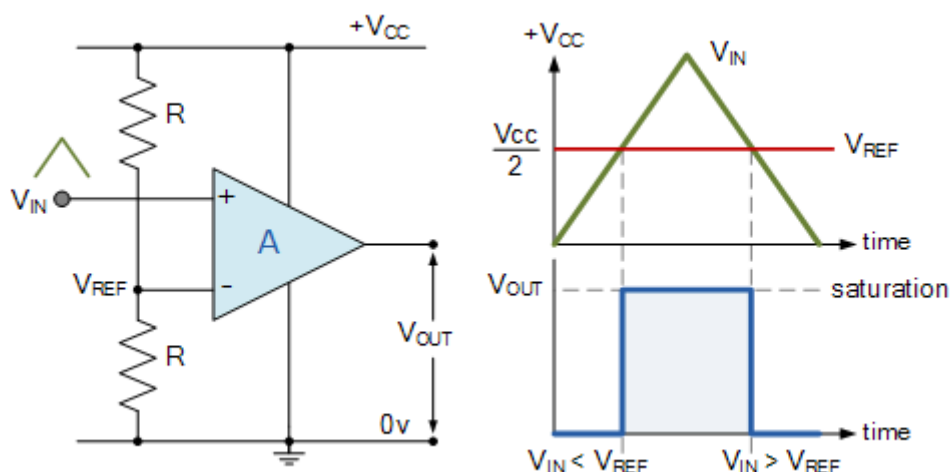 +VCC
R
VIN
+
A
VREF
-
R
VOUT
0v
+VCC
VIN
Vcc
2
VREF
time
VOUT
saturation
time
VIN < VREF
VIN > VREF